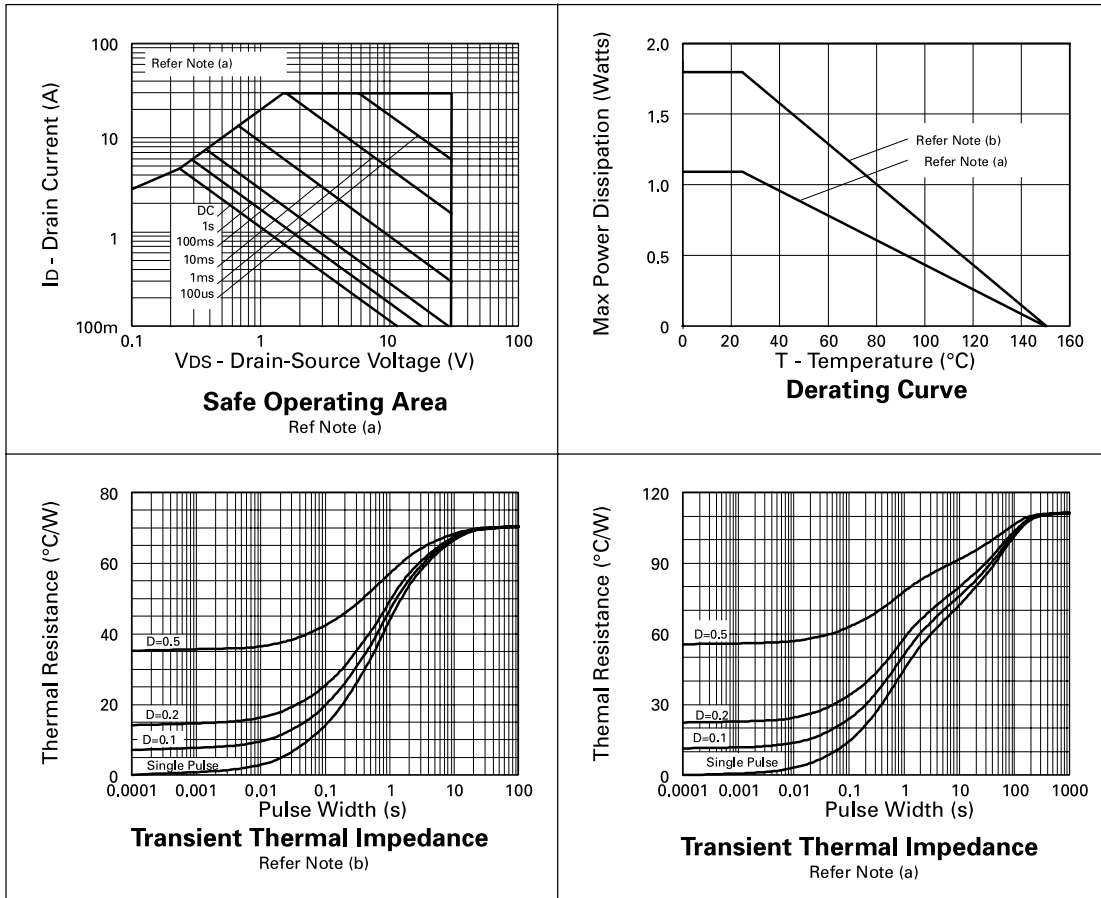 100
10
1
100m
ID - Drain Current (A)
Refer Note (a)
DC
1s
100ms
10ms
1ms
100us
0.1 1 10 100
VDS - Drain-Source Voltage (V)
Safe Operating Area
Ref Note (a)
2.0
1.5
1.0
0.5
0
Max Power Dissipation (Watts)
Refer Note (b)
Refer Note (a)
0 20 40 60 80 100 120 140 160
T - Temperature (°C)
Derating Curve
80
60
40
20
0
Thermal Resistance (°C/W)
D=0.5
D=0.2
D=0.1
Single Pulse
0.0001 0.001 0.01 0.1 1 10 100
Pulse Width (s)
Transient Thermal Impedance
Refer Note (b)
120
90
60
30
0
Themal Resistance (°C/W)
D=0.5
D=0.2
D=0.1
Single Pulse
0.0001 0.001 0.01 0.1 1 10 100 1000
Pulse Width (s)
Transient Thermal Impedance
Refer Note (a)